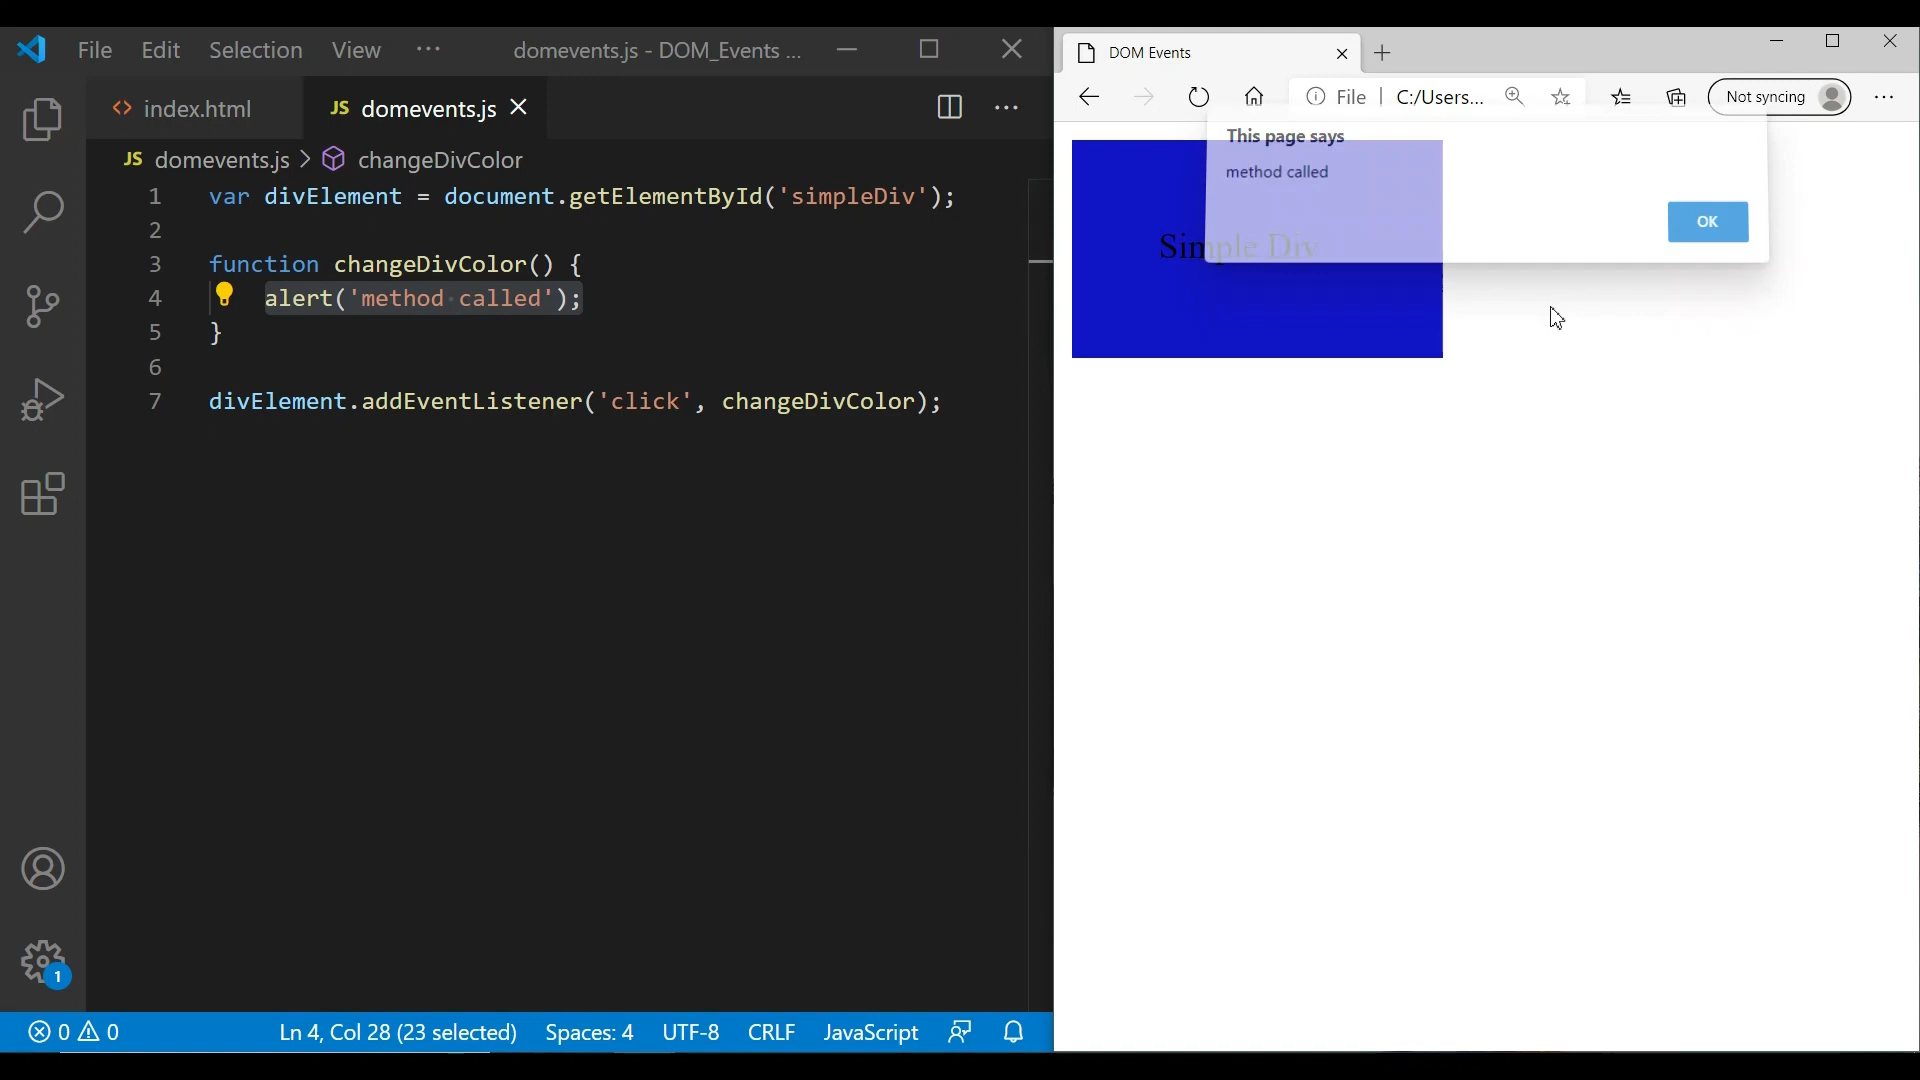 File Edit Selection View ··· domevents.js - DOM_Events ...
index.html JS domevents.js
JS domevents.js > changeDivColor
1 var divElement = document.getElementById('simpleDiv');
2
3 function changeDivColor() {
4 alert('method·called');
5 }
6
7 divElement.addEventListener('click', changeDivColor);
1
0 0 Ln 4, Col 28 (23 selected) Spaces: 4 UTF-8 CRLF JavaScript
DOM Events
File | C:/Users... Not syncing
This page says
method called
OK
Simple Div